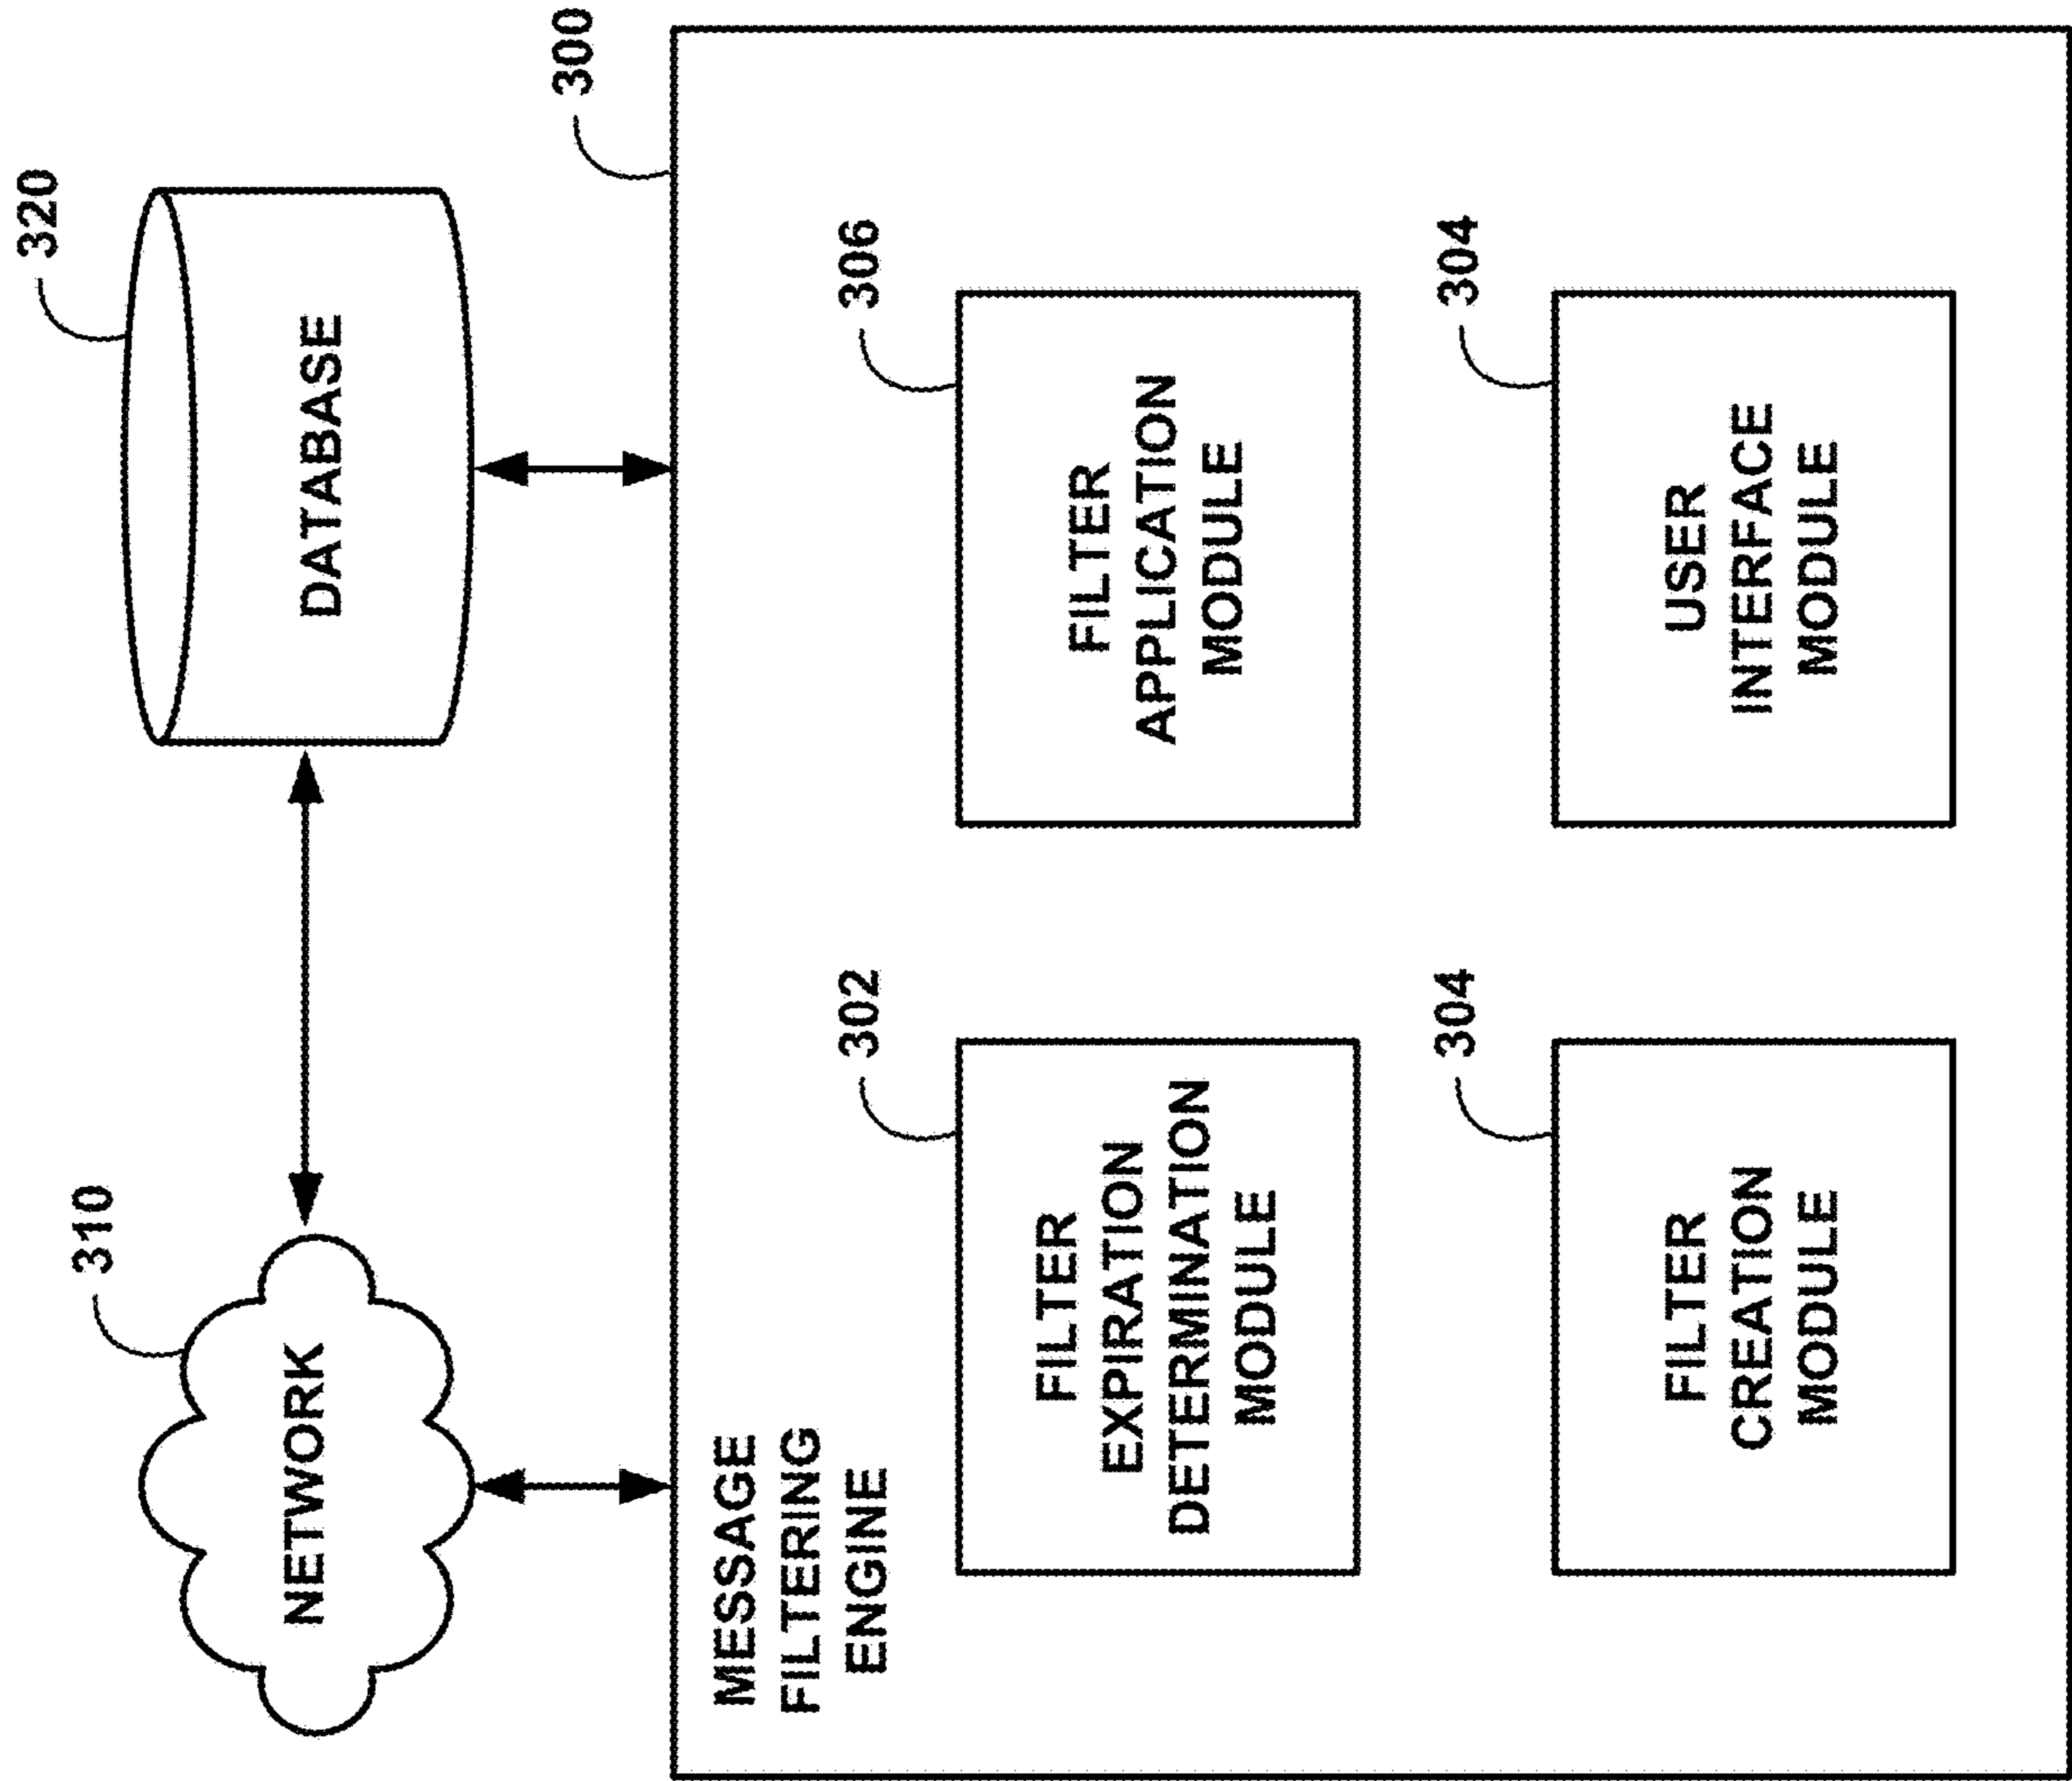 310
NETWORK
320
DATABASE
300
MESSAGE
FILTERING
ENGINE
302
FILTER
EXPIRATION
DETERMINATION
MODULE
306
FILTER
APPLICATION
MODULE
304
FILTER
CREATION
MODULE
304
USER
INTERFACE
MODULE